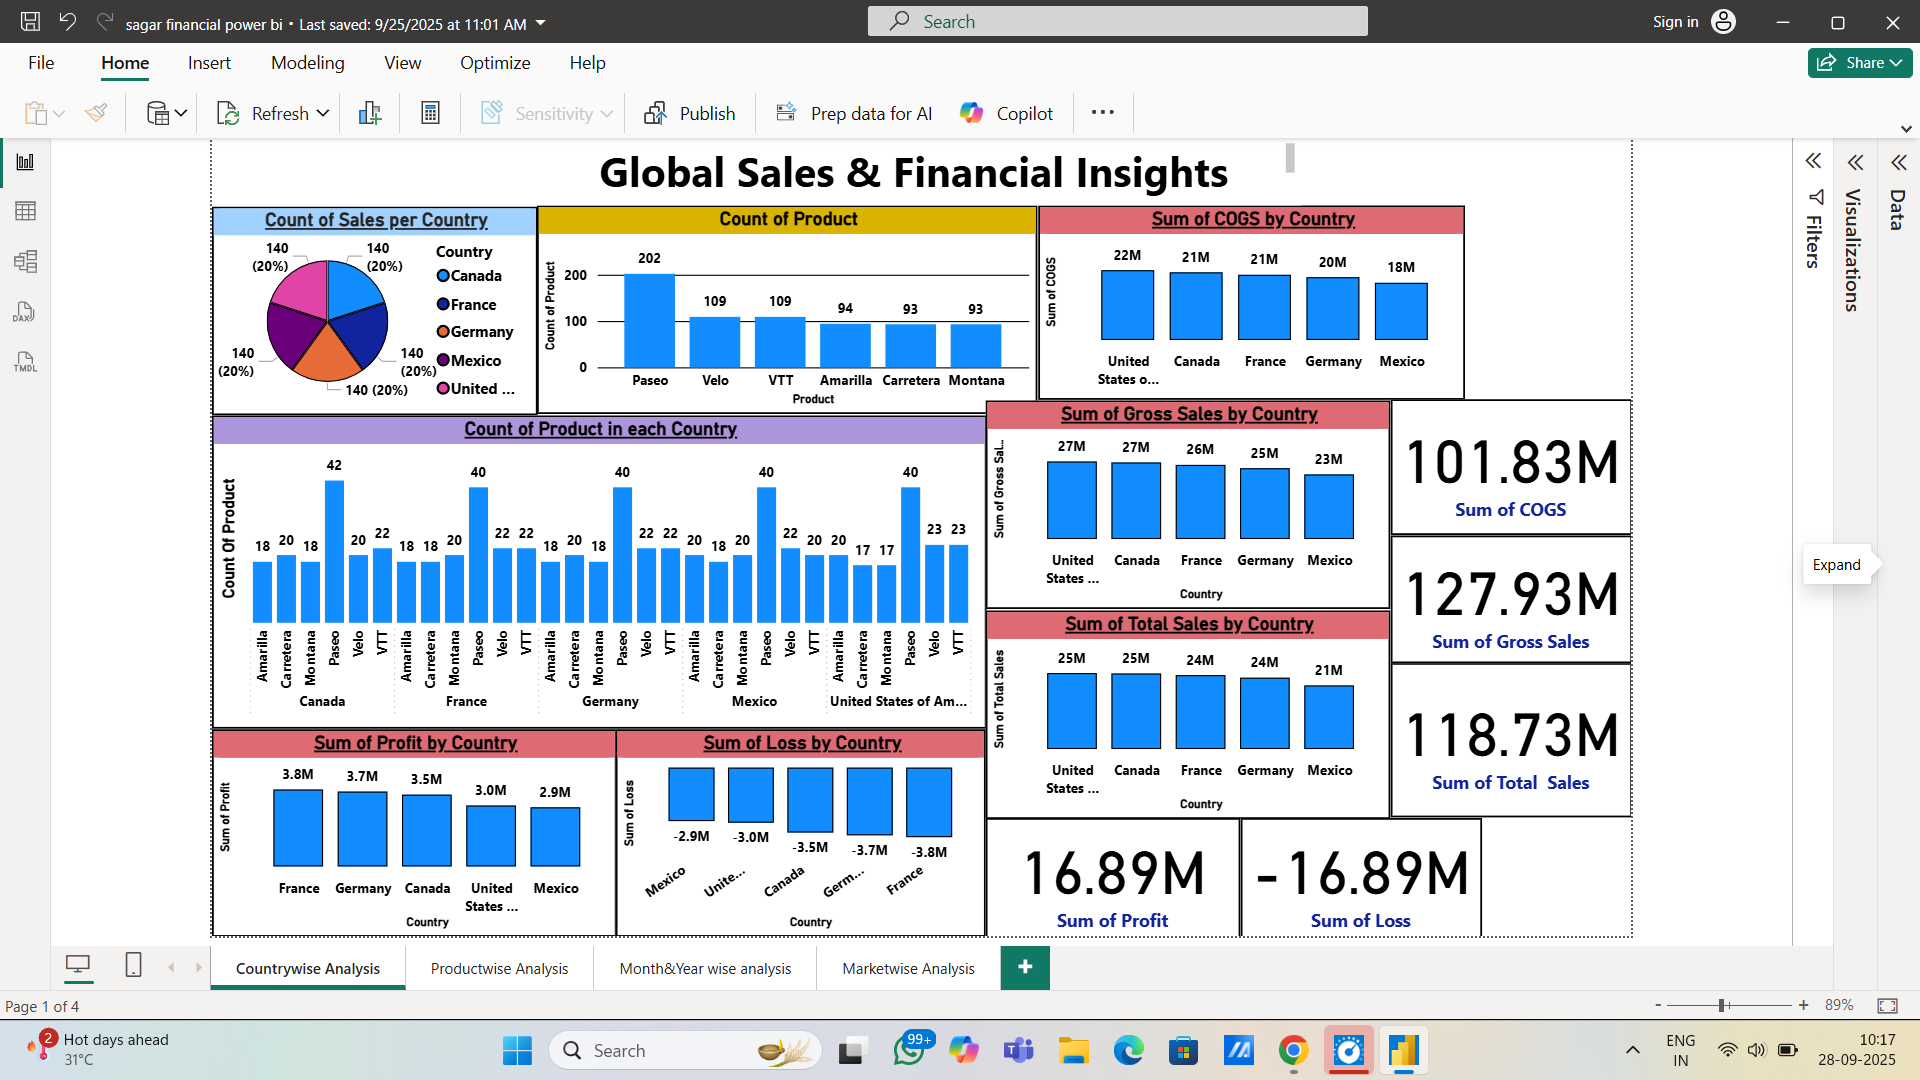 sagar financial power bi • Last saved: 9/25/2025 at 11:01 AM
Search
Sign in
File
Home
Insert
Modeling
View
Optimize
Help
Share
Refresh
Sensitivity
Publish
Prep data for AI
Copilot
Global Sales & Financial Insights
Count of Sales per Country
140
(20%)
140
(20%)
140
(20%)
140
(20%)
140 (20%)
Country
Canada
France
Germany
Mexico
United ...
Count of Product
Count of Product
200
100
0
202
109
109
94
93
93
Paseo
Velo
VTT
Amarilla
Carretera
Montana
Product
Sum of COGS by Country
Sum of COGS
22M
21M
21M
20M
18M
United
States o...
Canada
France
Germany
Mexico
Count of Product in each Country
Count Of Product
18
20
18
42
20
22
18
18
20
40
22
22
18
20
18
40
22
22
20
18
20
40
22
20
20
17
17
40
23
23
Amarilla
Carretera
Montana
Paseo
Velo
VTT
Amarilla
Carretera
Montana
Paseo
Velo
VTT
Amarilla
Carretera
Montana
Paseo
Velo
VTT
Amarilla
Carretera
Montana
Paseo
Velo
VTT
Amarilla
Carretera
Montana
Paseo
Velo
VTT
Canada
France
Germany
Mexico
United States of Am...
Sum of Gross Sales by Country
Sum of Gross Sal...
27M
27M
26M
25M
23M
United
States ...
Canada
France
Germany
Mexico
Country
101.83M
Sum of COGS
127.93M
Sum of Gross Sales
118.73M
Sum of Total  Sales
Sum of Total Sales by Country
Sum of Total Sales
25M
25M
24M
24M
21M
United
States ...
Canada
France
Germany
Mexico
Country
Sum of Profit by Country
Sum of Profit
3.8M
3.7M
3.5M
3.0M
2.9M
France
Germany
Canada
United
States ...
Mexico
Country
Sum of Loss by Country
Sum of Loss
-2.9M
-3.0M
-3.5M
-3.7M
-3.8M
Mexico
Unite...
Canada
Germ...
France
Country
16.89M
Sum of Profit
-16.89M
Sum of Loss
Filters
Visualizations
Data
Expand
DAX
TMDL
Countrywise Analysis
Productwise Analysis
Month&Year wise analysis
Marketwise Analysis
Page 1 of 4
- + 89%
2
Hot days ahead
31°C
Search
99+
ENG
IN
10:17
28-09-2025